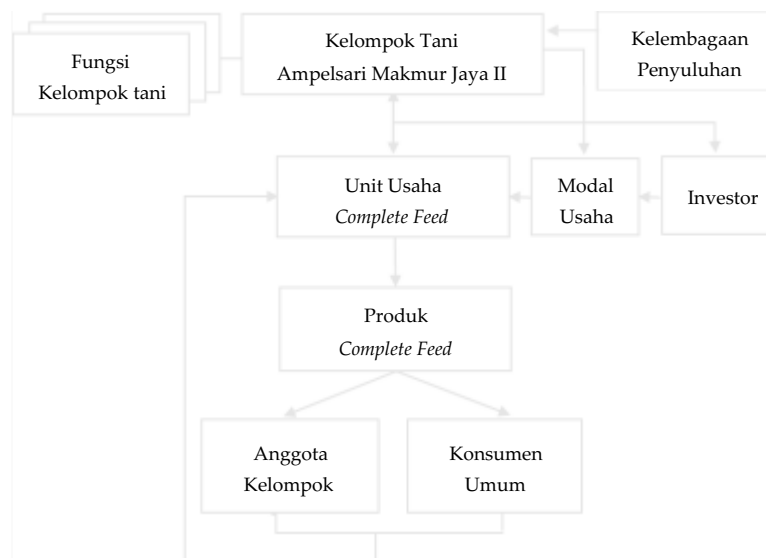 Fungsi
Kelompok tani
Kelompok Tani
Ampelsari Makmur Jaya II
Kelembagaan
Penyuluhan
Unit Usaha
Complete Feed
Modal
Usaha
Investor
Produk
Complete Feed
Anggota
Kelompok
Konsumen
Umum